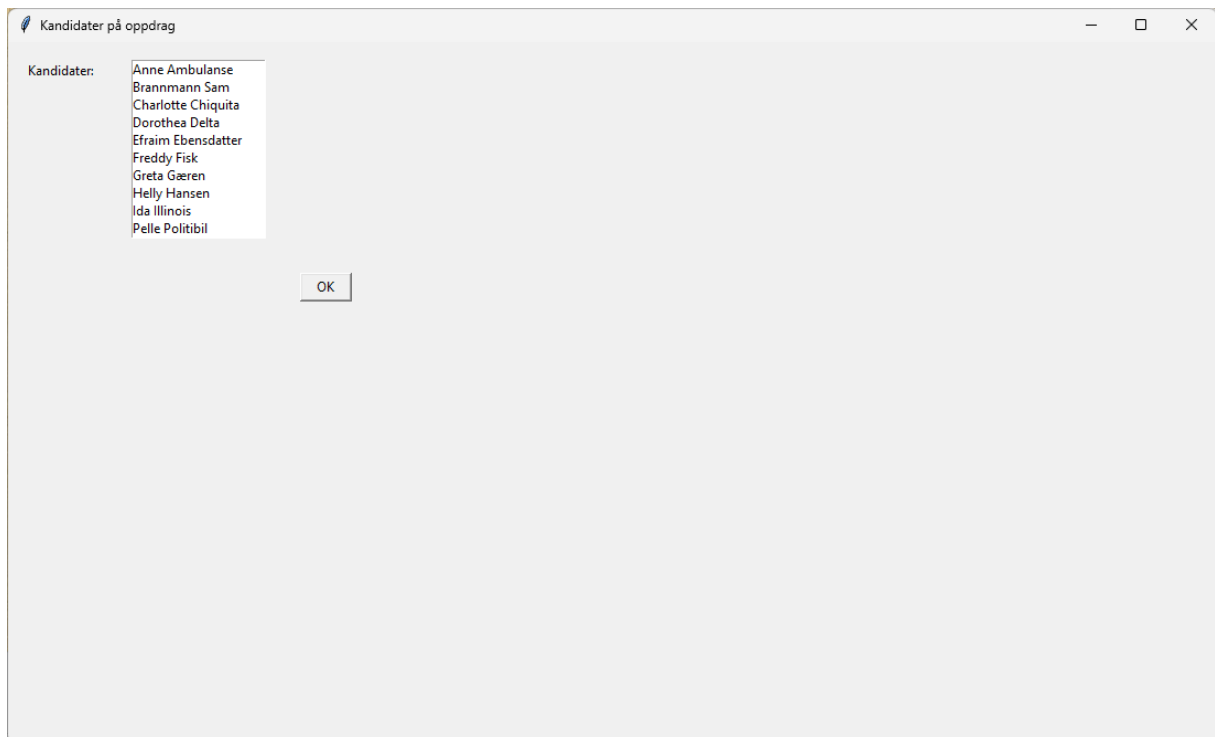 Kandidater på oppdrag
Kandidater:
Anne Ambulanse
Brannmann Sam
Charlotte Chiquita
Dorothea Delta
Efraim Ebensdatter
Freddy Fisk
Greta Gæren
Helly Hansen
Ida Illinois
Pelle Politibil
OK